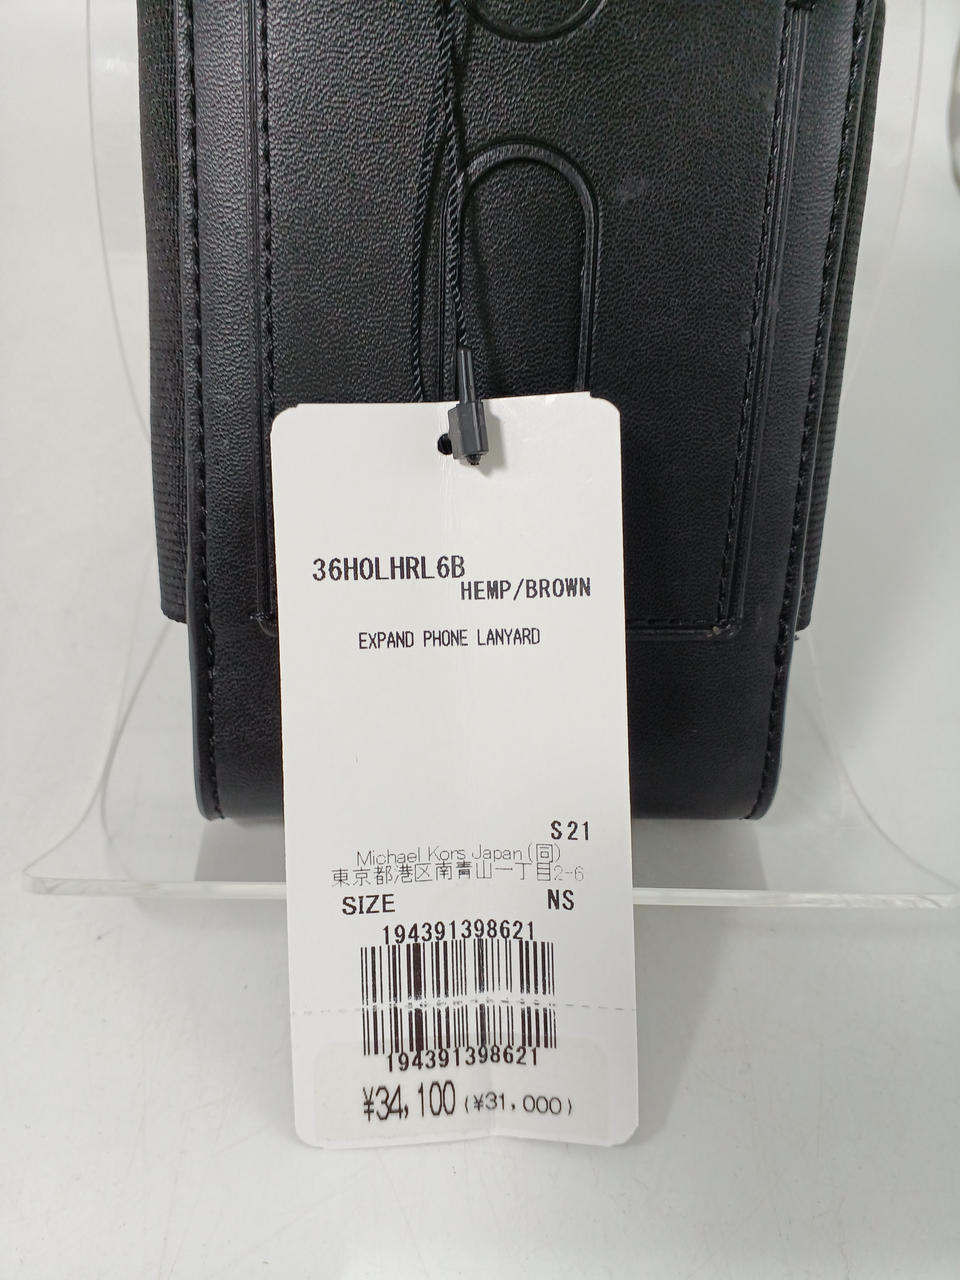 36H0LHRL6B
HEMP/BROWN
EXPAND PHONE LANYARD
S21
Michael Kors Japan(同)
東京都港区南青山一丁目2-6
SIZE NS
194391398621
194391398621
¥34,100(¥31,000)